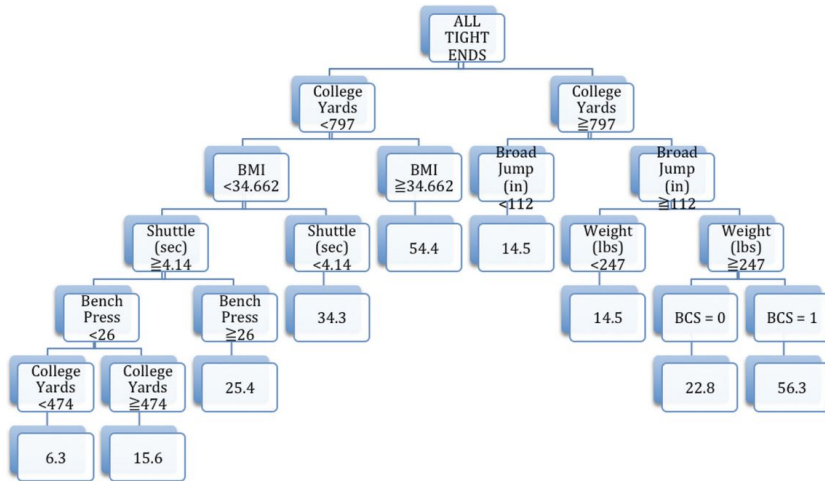 ALL
TIGHT
ENDS
College
Yards
<797
College
Yards
≧797
BMI
<34.662
BMI
≧34.662
Broad
Jump
(in)
<112
Broad
Jump
(in)
≧112
Shuttle
(sec)
≧4.14
Shuttle
(sec)
<4.14
54.4
14.5
Weight
(lbs)
<247
Weight
(lbs)
≧247
Bench
Press
<26
Bench
Press
≧26
34.3
14.5
BCS = 0
BCS = 1
College
Yards
<474
College
Yards
≧474
25.4
22.8
56.3
6.3
15.6